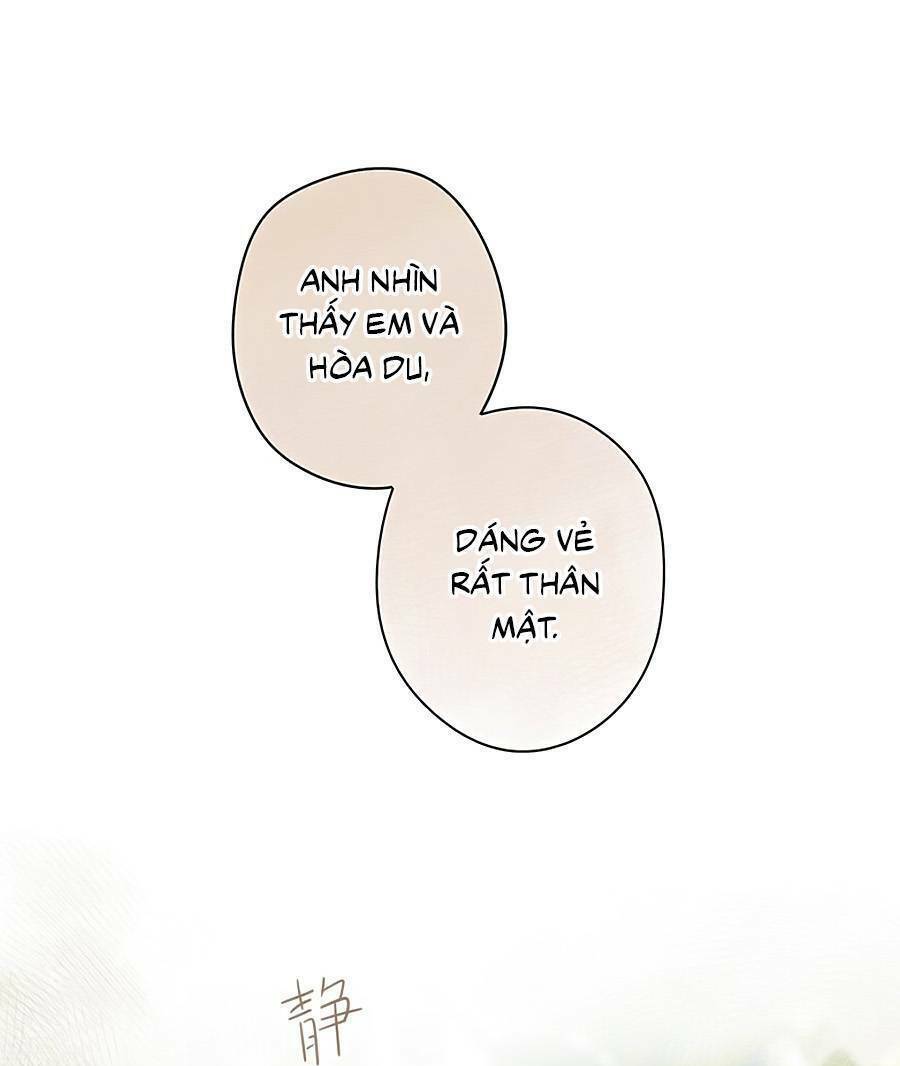 ANH NHÌN
THẤY EM VÀ
HÒA DU,
DÁNG VẺ
RẤT THÂN
MẬT.
静